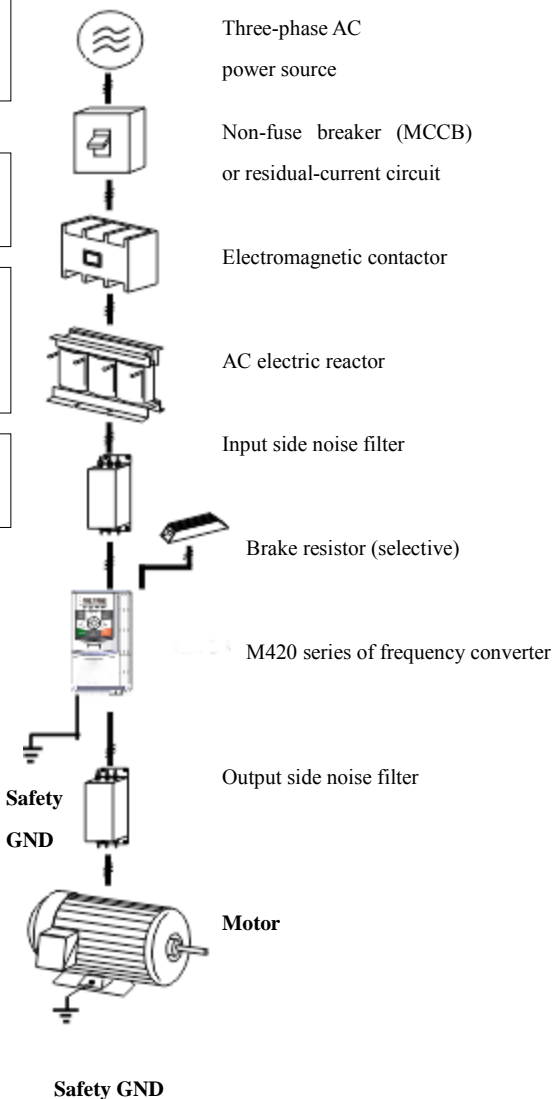 Three-phase AC
power source
Non-fuse breaker (MCCB)
or residual-current circuit
Electromagnetic contactor
AC electric reactor
Input side noise filter
Brake resistor (selective)
M420 series of frequency converter
Output side noise filter
Safety
GND
Motor
Safety GND